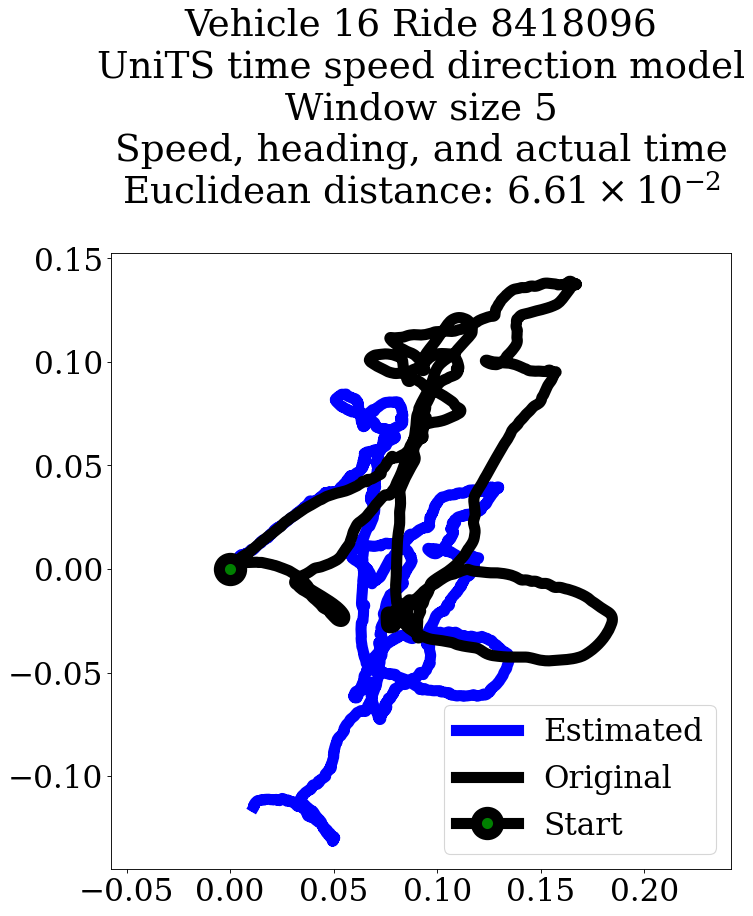 Vehicle 16 Ride 8418096
UniTS time speed direction model
Window size 5
Speed, heading, and actual time
Euclidean distance: 6.61 × 10⁻²
0.15
0.10
0.05
0.00
−0.05
−0.10
Estimated
Original
Start
−0.05 0.00 0.05 0.10 0.15 0.20